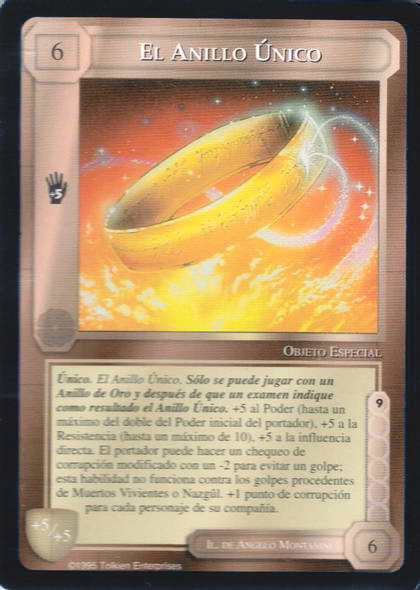 6
EL ANILLO ÚNICO
+5
OBJETO ESPECIAL
Único. El Anillo Único. Sólo se puede jugar con un
Anillo de Oro y después de que un examen indique
como resultado el Anillo Único. +5 al Poder (hasta un
máximo del doble del Poder inicial del portador), +5 a la
Resistencia (hasta un máximo de 10), +5 a la influencia
directa. El portador puede hacer un chequeo de
corrupción modificado con un -2 para evitar un golpe;
esta habilidad no funciona contra los golpes procedentes
de Muertos Vivientes o Nazgûl. +1 punto de corrupción
para cada personaje de su compañía.
9
+5/+5
IL. DE ANGELO MONTANINI
6
©1995 Tolkien Enterprises